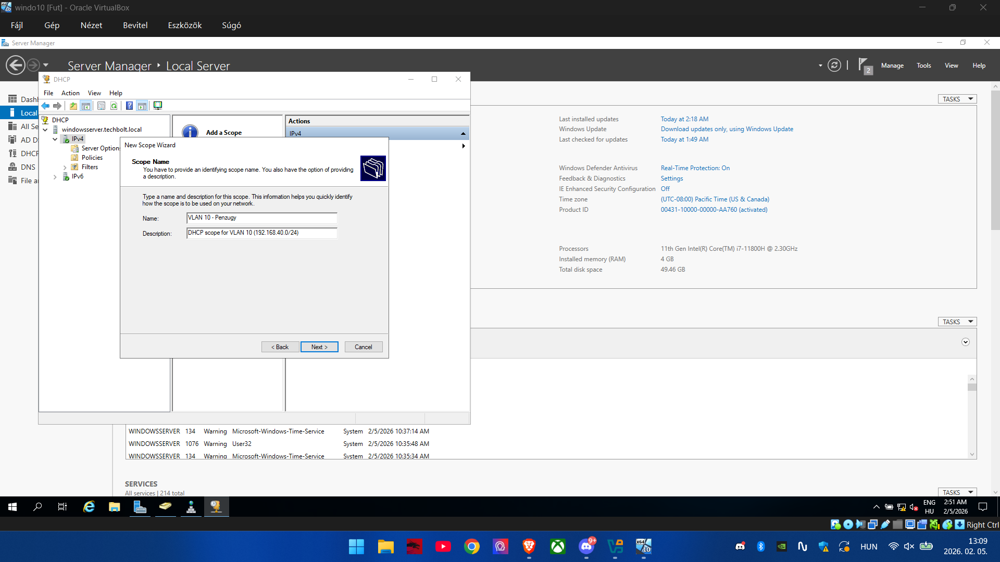 windo10 [Fut] - Oracle VirtualBox
Fájl Gép Nézet Bevitel Eszközök Súgó
Server Manager
Server Manager Local Server
2 Manage Tools View Help
DHCP
File Action View Help
DHCP
windowsserver.techbolt.local
IPv4
Server Option
Policies
Filters
IPv6
Dash
Local
All Se
AD D
DHCP
DNS
File a
Add a Scope
Actions
IPv4
New Scope Wizard
Scope Name
You have to provide an identifying scope name. You also have the option of providing
a description.
Type a name and description for this scope. This information helps you quickly identify
how the scope is to be used on your network.
Name: VLAN 10 - Penzugy
Description: DHCP scope for VLAN 10 (192.168.40.0/24)
< Back Next > Cancel
TASKS
Last installed updates Today at 2:18 AM
Windows Update Download updates only, using Windows Update
Last checked for updates Today at 1:49 AM
Windows Defender Antivirus Real-Time Protection: On
Feedback & Diagnostics Settings
IE Enhanced Security Configuration Off
Time zone (UTC-08:00) Pacific Time (US & Canada)
Product ID 00431-10000-00000-AA760 (activated)
Processors 11th Gen Intel(R) Core(TM) i7-11800H @ 2.30GHz
Installed memory (RAM) 4 GB
Total disk space 49.46 GB
TASKS
WINDOWSSERVER 134 Warning Microsoft-Windows-Time-Service System 2/5/2026 10:37:14 AM
WINDOWSSERVER 1076 Warning User32 System 2/5/2026 10:35:48 AM
WINDOWSSERVER 134 Warning Microsoft-Windows-Time-Service System 2/5/2026 10:35:34 AM
SERVICES
All services | 214 total
TASKS
ENG
HU
2:51 AM
2/5/2026
Right Ctrl
x64
10
9+
HUN
13:09
2026. 02. 05.